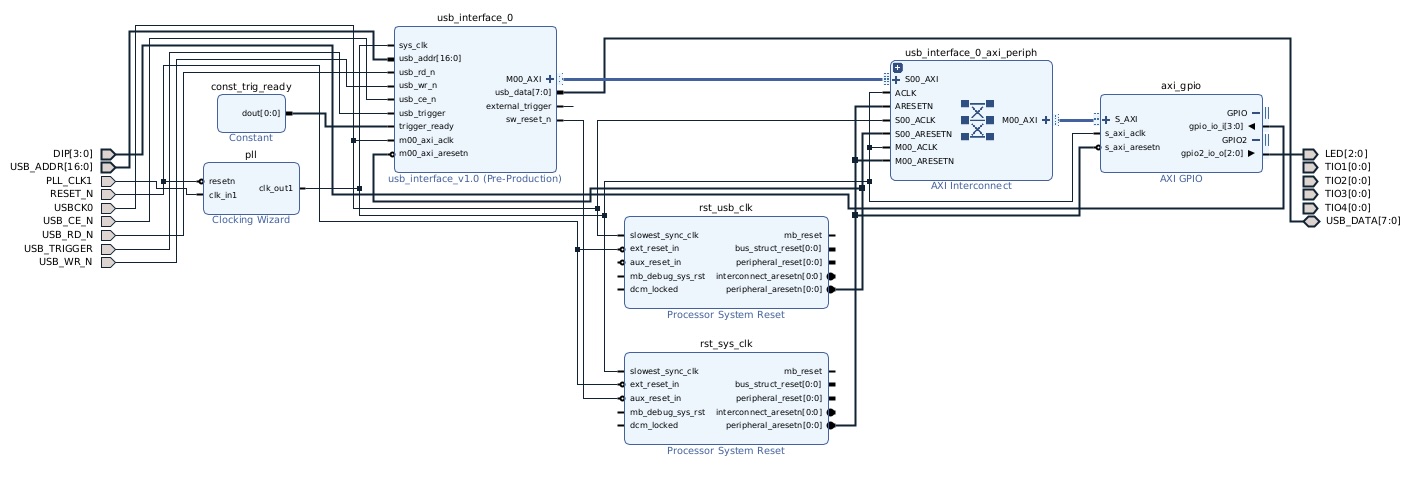 usb_interface_0
sys_clk
usb_addr[16:0]
usb_rd_n
usb_wr_n
usb_ce_n
usb_trigger
trigger_ready
m00_axi_aclk
m00_axi_aresetn
M00_AXI
usb_data[7:0]
external_trigger
sw_reset_n
usb_interface_v1.0 (Pre-Production)
const_trig_ready
dout[0:0]
Constant
pll
resetn
clk_in1
clk_out1
Clocking Wizard
DIP[3:0]
USB_ADDR[16:0]
PLL_CLK1
RESET_N
USBCK0
USB_CE_N
USB_RD_N
USB_TRIGGER
USB_WR_N
usb_interface_0_axi_periph
S00_AXI
ACLK
ARESETN
S00_ACLK
S00_ARESETN
M00_ACLK
M00_ARESETN
M00_AXI
AXI Interconnect
axi_gpio
S_AXI
s_axi_aclk
s_axi_aresetn
GPIO
gpio_io_i[3:0]
GPIO2
gpio2_io_o[2:0]
AXI GPIO
LED[2:0]
TIO1[0:0]
TIO2[0:0]
TIO3[0:0]
TIO4[0:0]
USB_DATA[7:0]
rst_usb_clk
slowest_sync_clk
ext_reset_in
aux_reset_in
mb_debug_sys_rst
dcm_locked
mb_reset
bus_struct_reset[0:0]
peripheral_reset[0:0]
interconnect_aresetn[0:0]
peripheral_aresetn[0:0]
Processor System Reset
rst_sys_clk
slowest_sync_clk
ext_reset_in
aux_reset_in
mb_debug_sys_rst
dcm_locked
mb_reset
bus_struct_reset[0:0]
peripheral_reset[0:0]
interconnect_aresetn[0:0]
peripheral_aresetn[0:0]
Processor System Reset